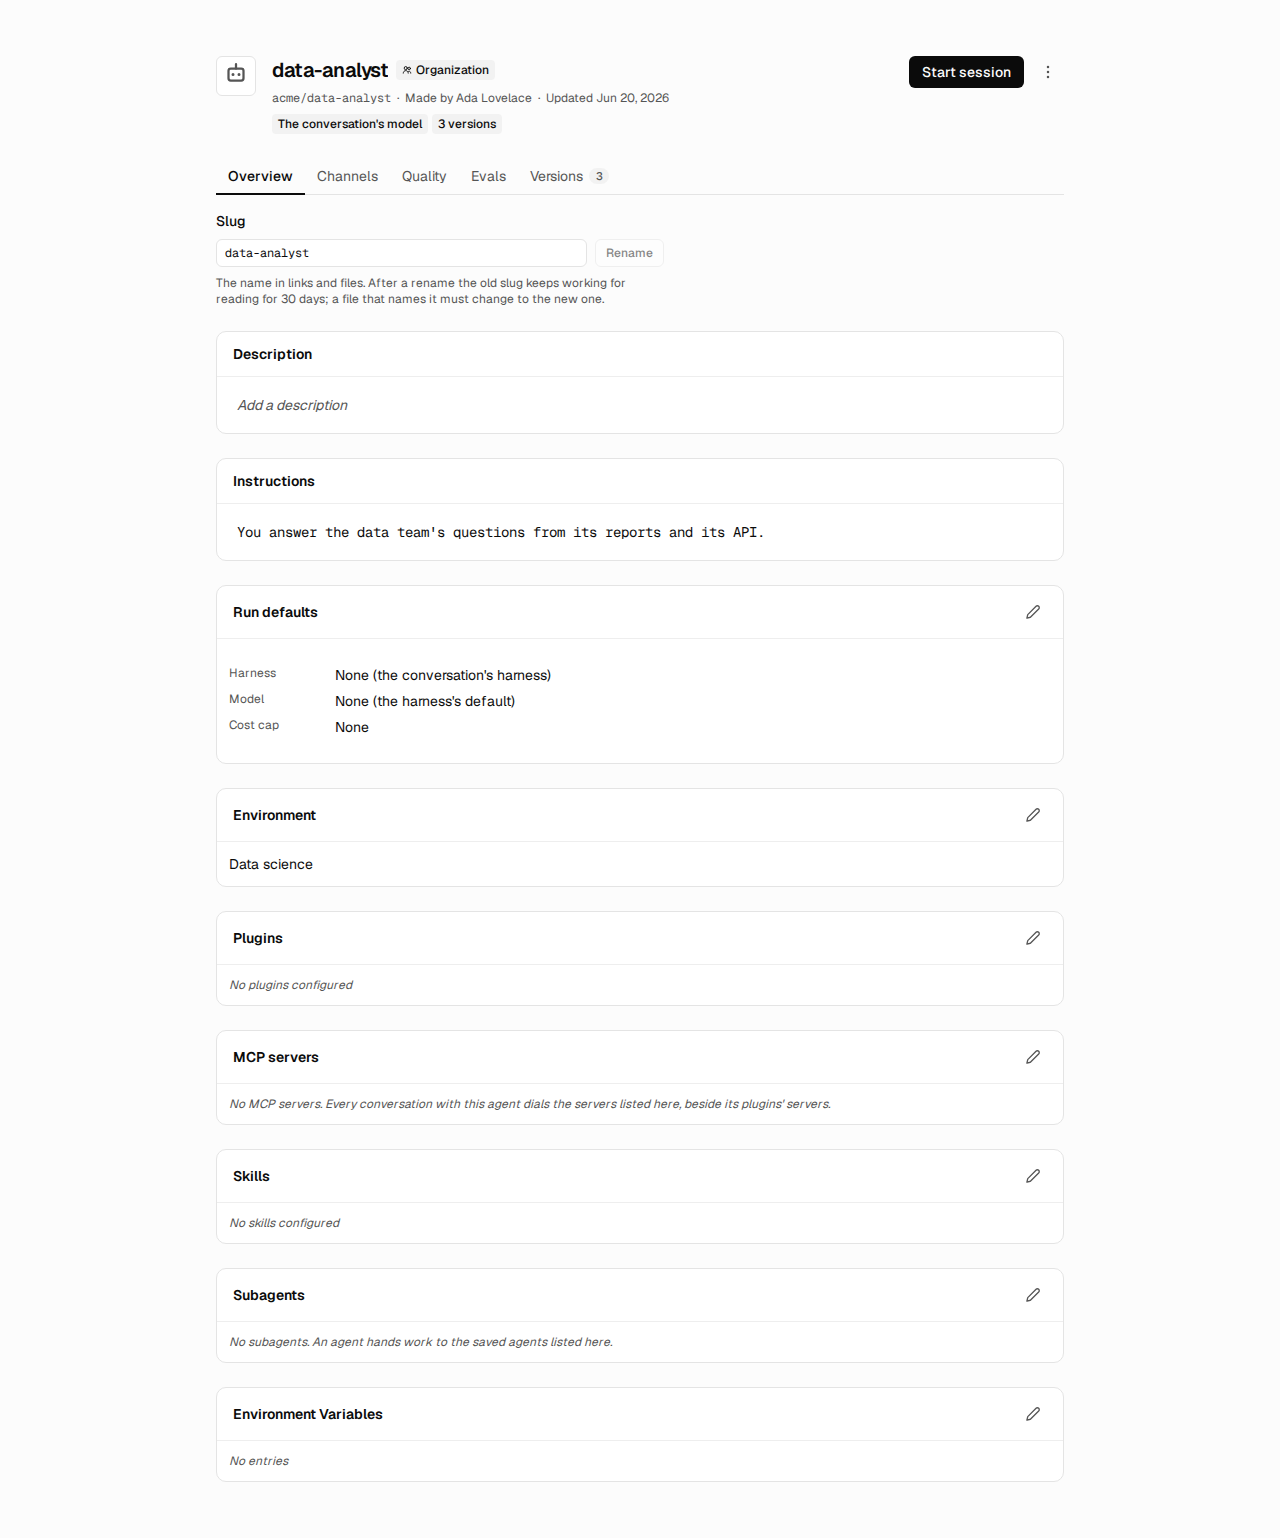 data-analyst Organization
Start session
acme/data-analyst · Made by Ada Lovelace · Updated Jun 20, 2026
The conversation's model 3 versions
Overview Channels Quality Evals Versions 3
Slug
data-analyst Rename
The name in links and files. After a rename the old slug keeps working for
reading for 30 days; a file that names it must change to the new one.
Description
Add a description
Instructions
You answer the data team's questions from its reports and its API.
Run defaults
Harness None (the conversation's harness)
Model None (the harness's default)
Cost cap None
Environment
Data science
Plugins
No plugins configured
MCP servers
No MCP servers. Every conversation with this agent dials the servers listed here, beside its plugins' servers.
Skills
No skills configured
Subagents
No subagents. An agent hands work to the saved agents listed here.
Environment Variables
No entries